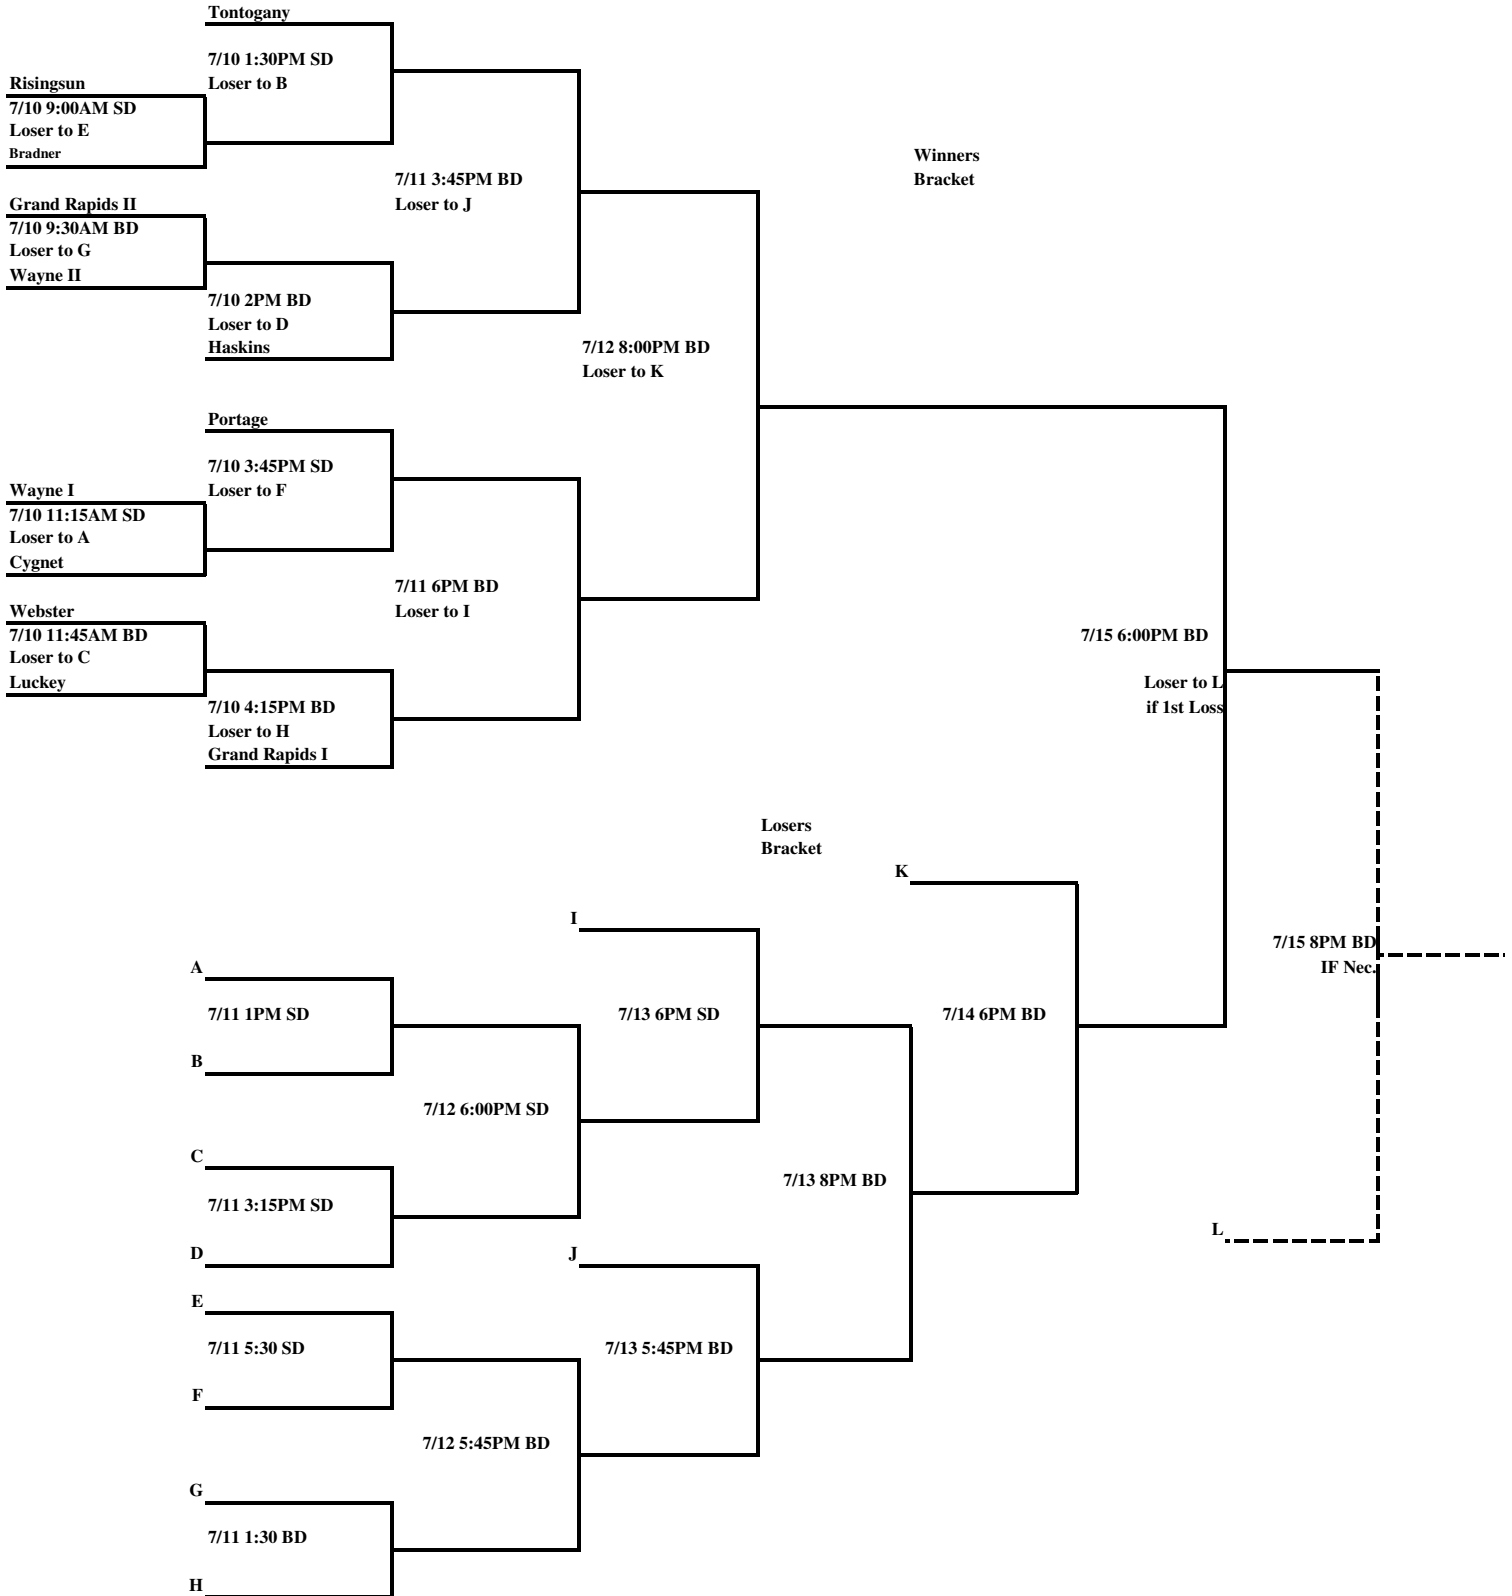 Tontogany
7/10 1:30PM SD
Loser to B
Risingsun
7/10 9:00AM SD
Loser to E
Bradner
Winners
Bracket
7/11 3:45PM BD
Loser to J
Grand Rapids II
7/10 9:30AM BD
Loser to G
Wayne II
7/10 2PM BD
Loser to D
Haskins
7/12 8:00PM BD
Loser to K
Portage
7/10 3:45PM SD
Loser to F
Wayne I
7/10 11:15AM SD
Loser to A
Cygnet
7/11 6PM BD
Loser to I
Webster
7/10 11:45AM BD
Loser to C
Luckey
7/15 6:00PM BD
Loser to L
if 1st Loss
7/10 4:15PM BD
Loser to H
Grand Rapids I
Losers
Bracket
K
I
7/15 8PM BD
IF Nec.
A
7/11 1PM SD
7/13 6PM SD
7/14 6PM BD
B
7/12 6:00PM SD
C
7/13 8PM BD
7/11 3:15PM SD
L
D
J
E
7/11 5:30 SD
7/13 5:45PM BD
F
7/12 5:45PM BD
G
7/11 1:30 BD
H